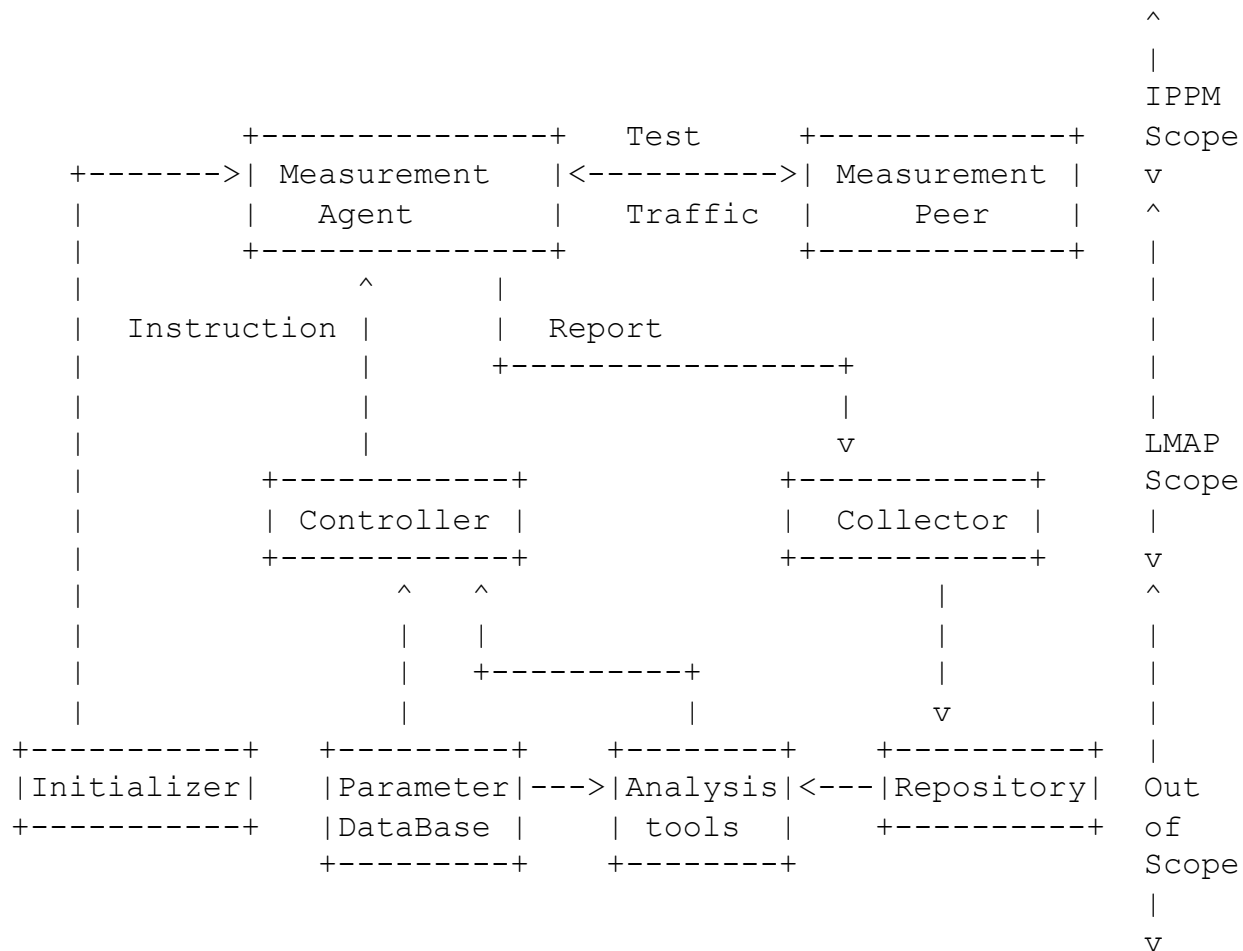 IPPM
Test Scope
Measurement Measurement v
Agent Traffic Peer ^
Instruction Report
v LMAP
Scope
Controller Collector
v
^ ^ ^
v
Initializer Parameter Analysis Repository Out
DataBase tools of
Scope
v